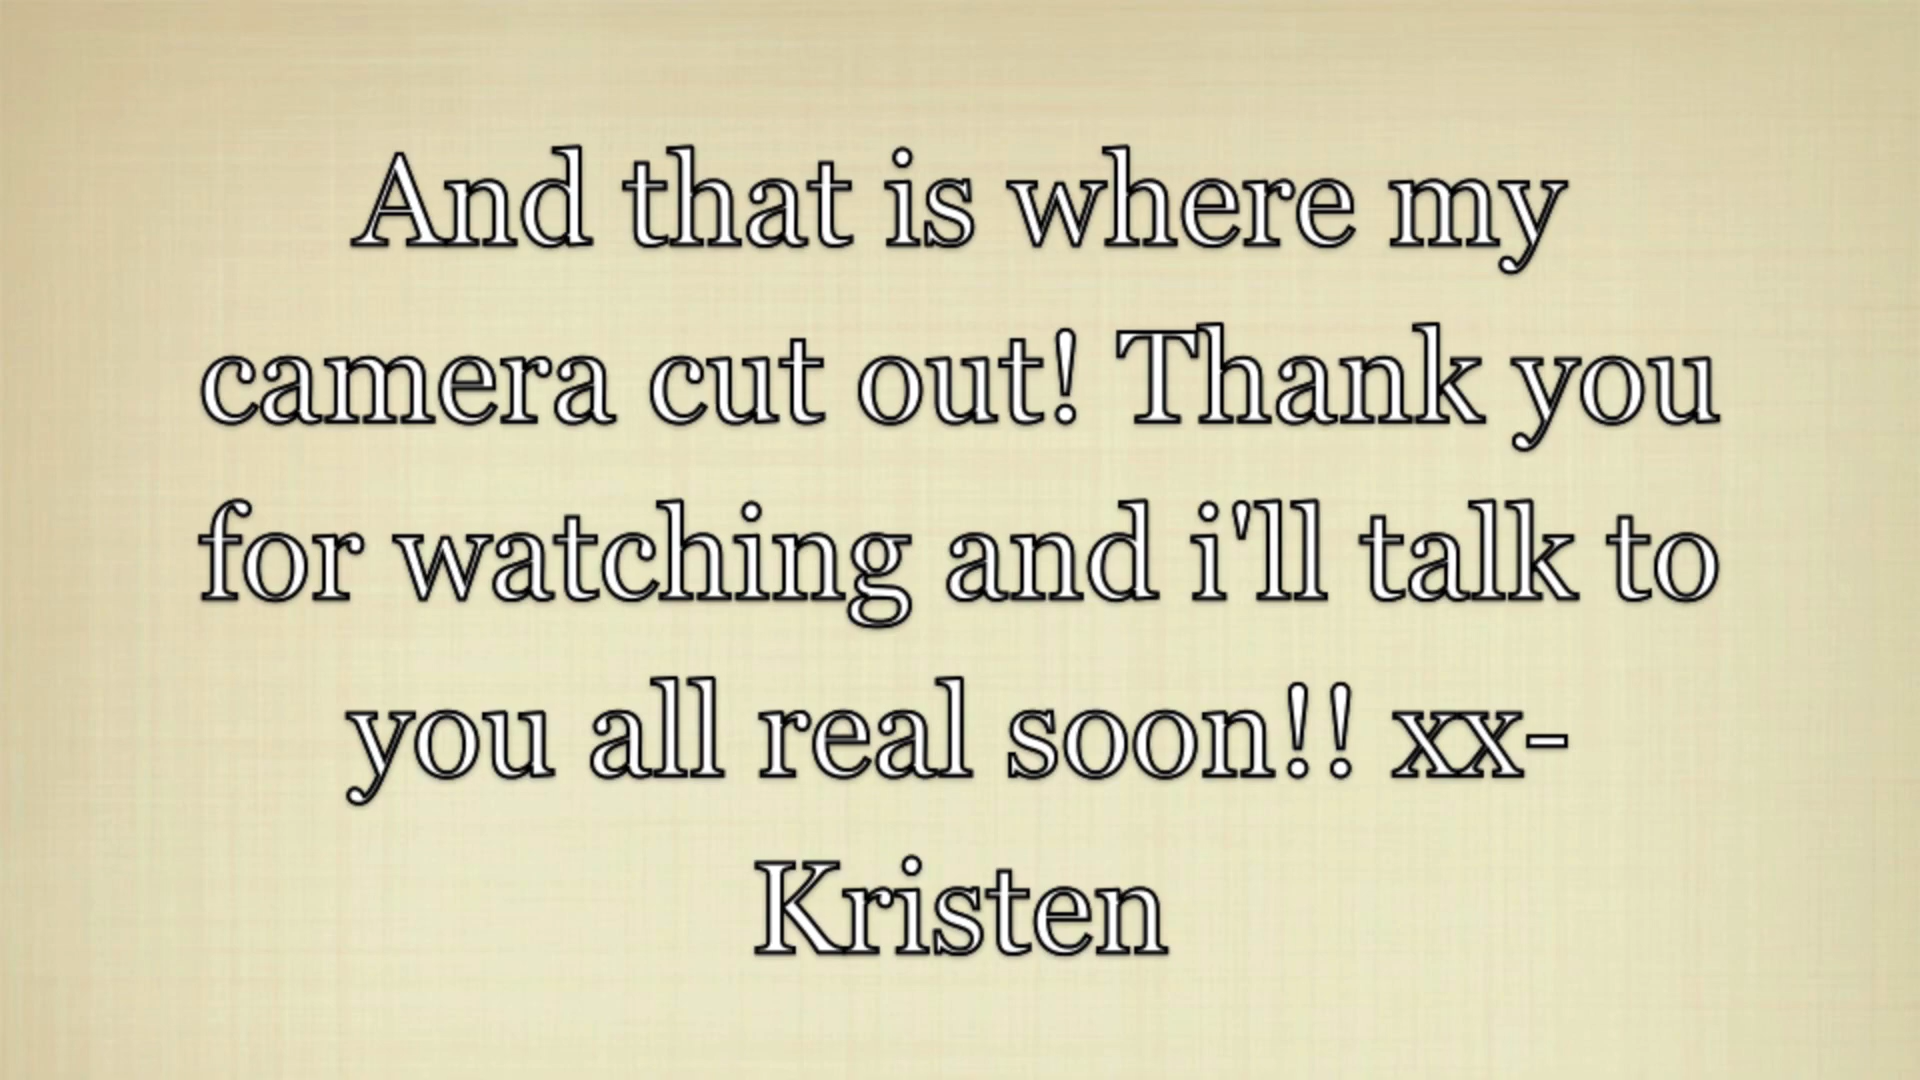 And that is where my
camera cut out! Thank you
for watching and i'll talk to
you all real soon!! xx-
Kristen